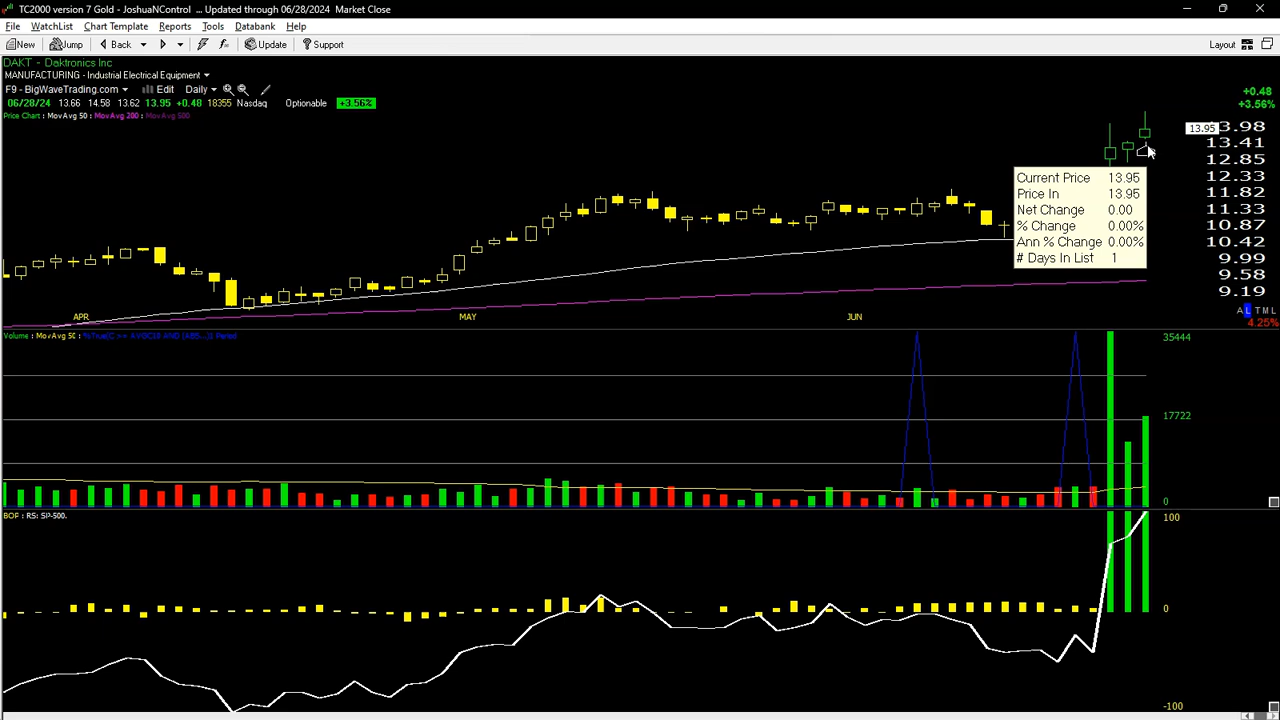 TC2000 version 7 Gold - JoshuaNControl ... Updated through 06/28/2024 Market Close
File WatchList Chart Template Reports Tools Databank Help
New Jump Back Update Support Layout
DAKT - Daktronics Inc
MANUFACTURING - Industrial Electrical Equipment
F9 - BigWaveTrading.com Edit Daily
+0.48
06/28/24 13.66 14.58 13.62 13.95 +0.48 18355 Nasdaq Optionable +3.56%
+3.56%
Price Chart : MovAvg 50 : MovAvg 200 : MovAvg 500
13.95
3.98
13.41
12.85
12.33
11.82
11.33
10.87
10.42
9.99
9.58
9.19
Current Price 13.95
Price In 13.95
Net Change 0.00
% Change 0.00%
Ann % Change 0.00%
# Days In List 1
A L T M L
APR MAY JUN
4.25%
Volume : MovAvg 50 : %True(C >= AVGC10 AND (ABS...)) Period
35444
17722
0
BOP : RS: SP-500.
100
0
-100